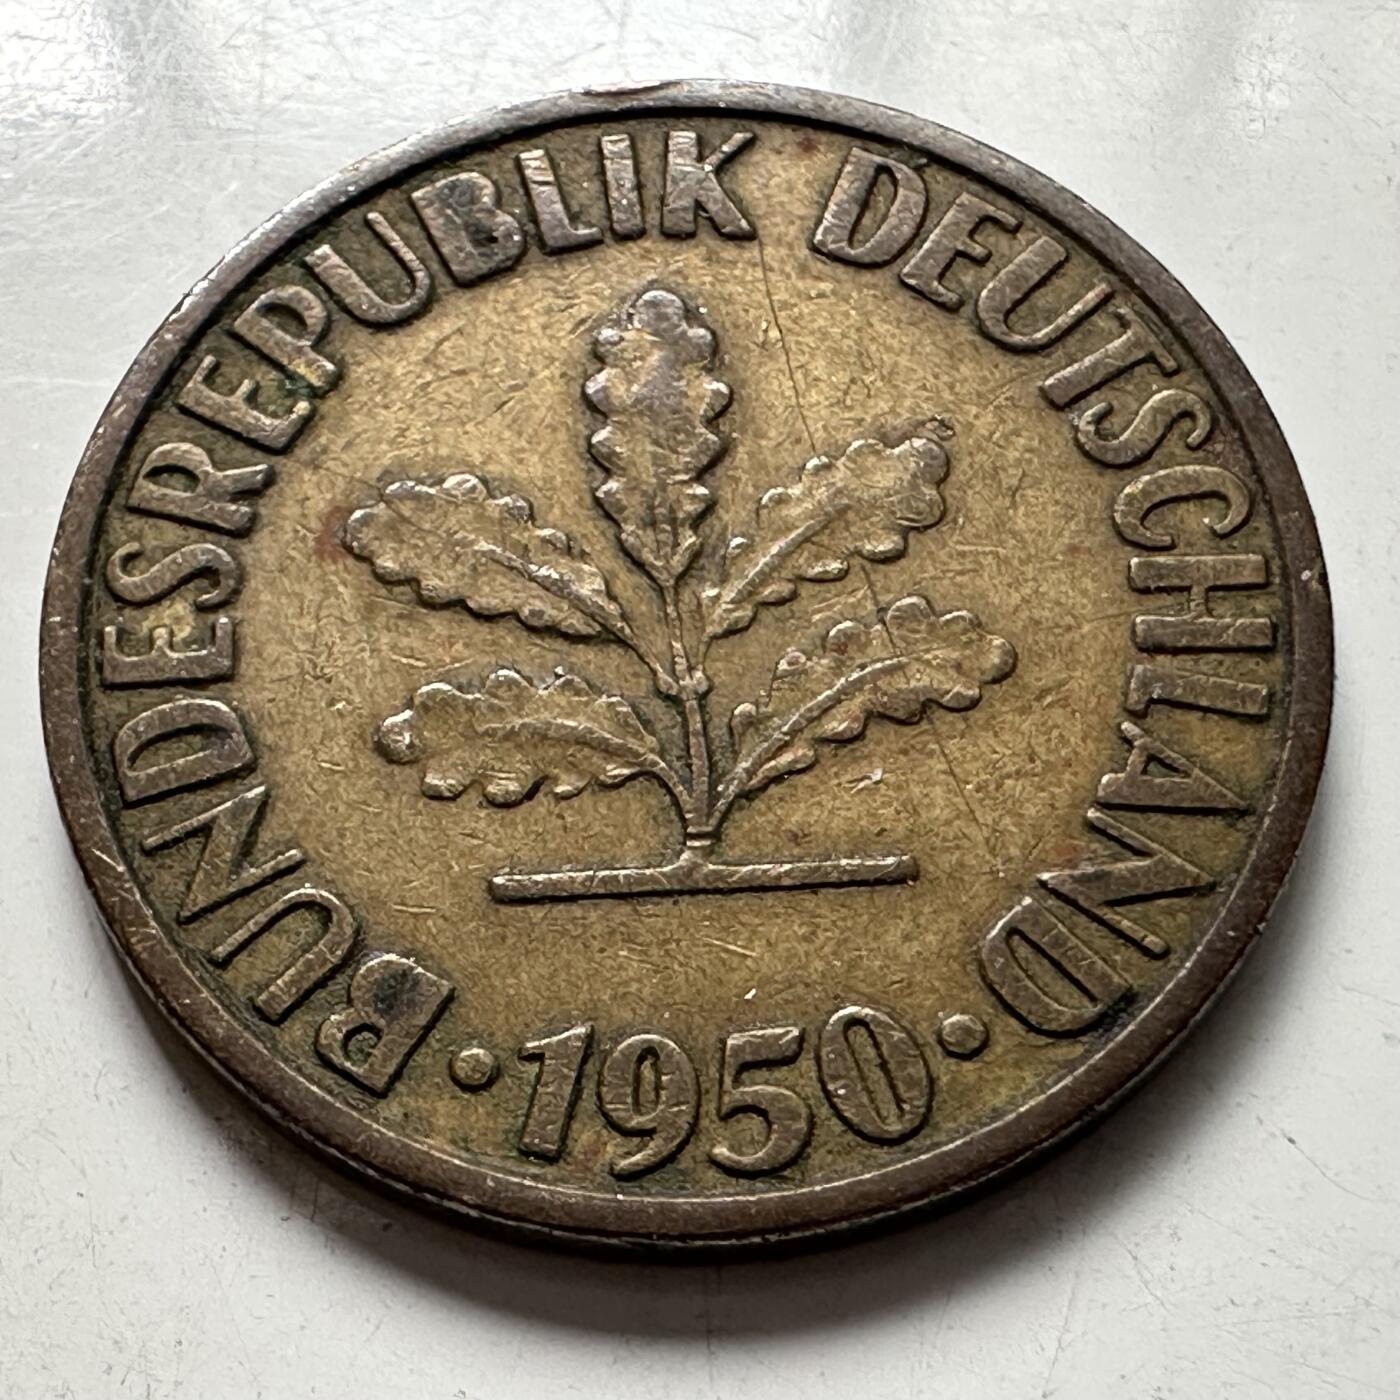 BUNDESREPUBLIK DEUTSCHLAND
• 1950 •